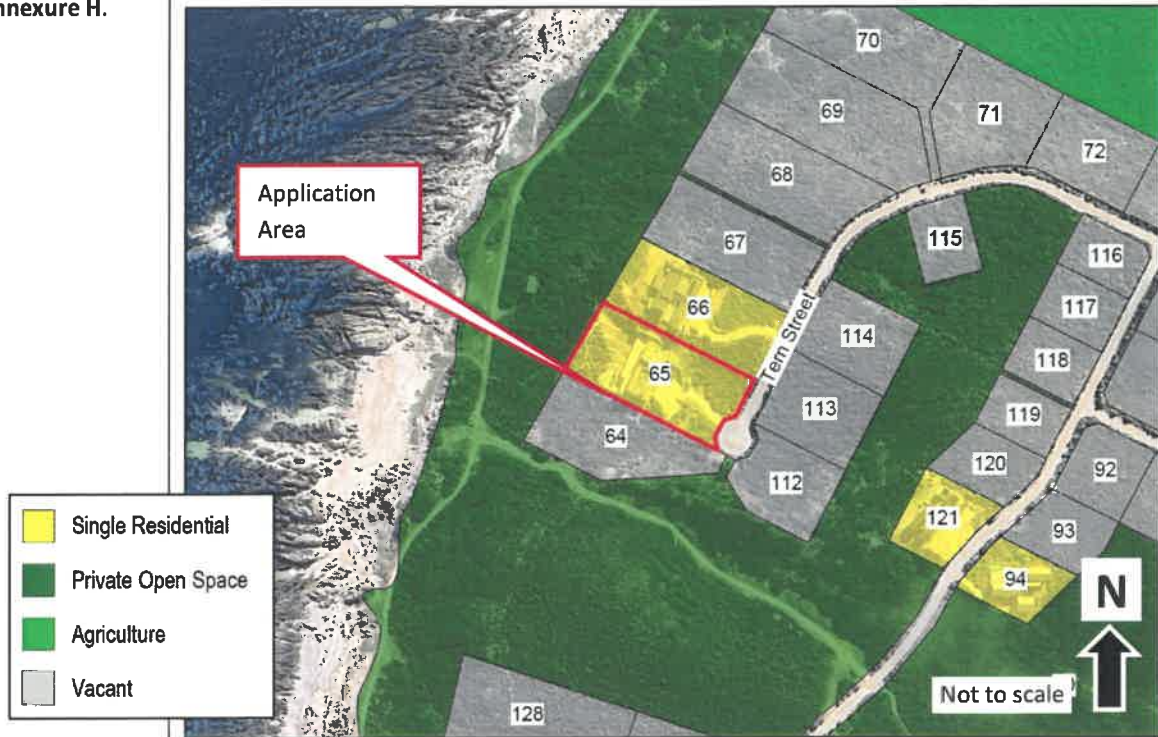 nnexure H.
70
69
71
72
68
115
67
116
66
114
117
Tern Street
118
65
113
119
64
120
92
112
121
93
94
128
Application
Area
Single Residential
Private Open Space
Agriculture
Vacant
N
Not to scale